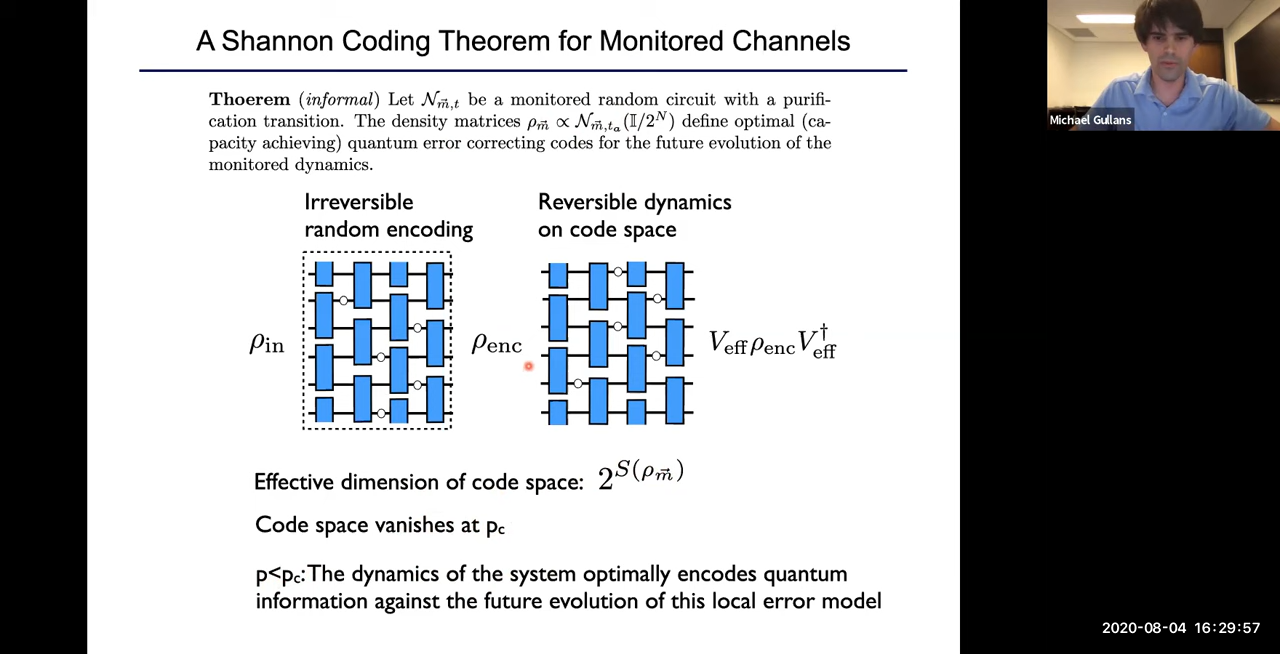 A Shannon Coding Theorem for Monitored Channels
Thoerem (informal) Let 𝒩_{m⃗,t} be a monitored random circuit with a purifi-
cation transition. The density matrices ρ_{m⃗} ∝ 𝒩_{m⃗,t_a}(𝕀/2^N) define optimal (ca-
pacity achieving) quantum error correcting codes for the future evolution of the
monitored dynamics.
Irreversible
random encoding
Reversible dynamics
on code space
ρ_in
ρ_enc
V_eff ρ_enc V_eff^†
Effective dimension of code space: 2^{S(ρ_{m⃗})}
Code space vanishes at p_c
p<p_c: The dynamics of the system optimally encodes quantum
information against the future evolution of this local error model
Michael Gullans
2020-08-04 16:29:57